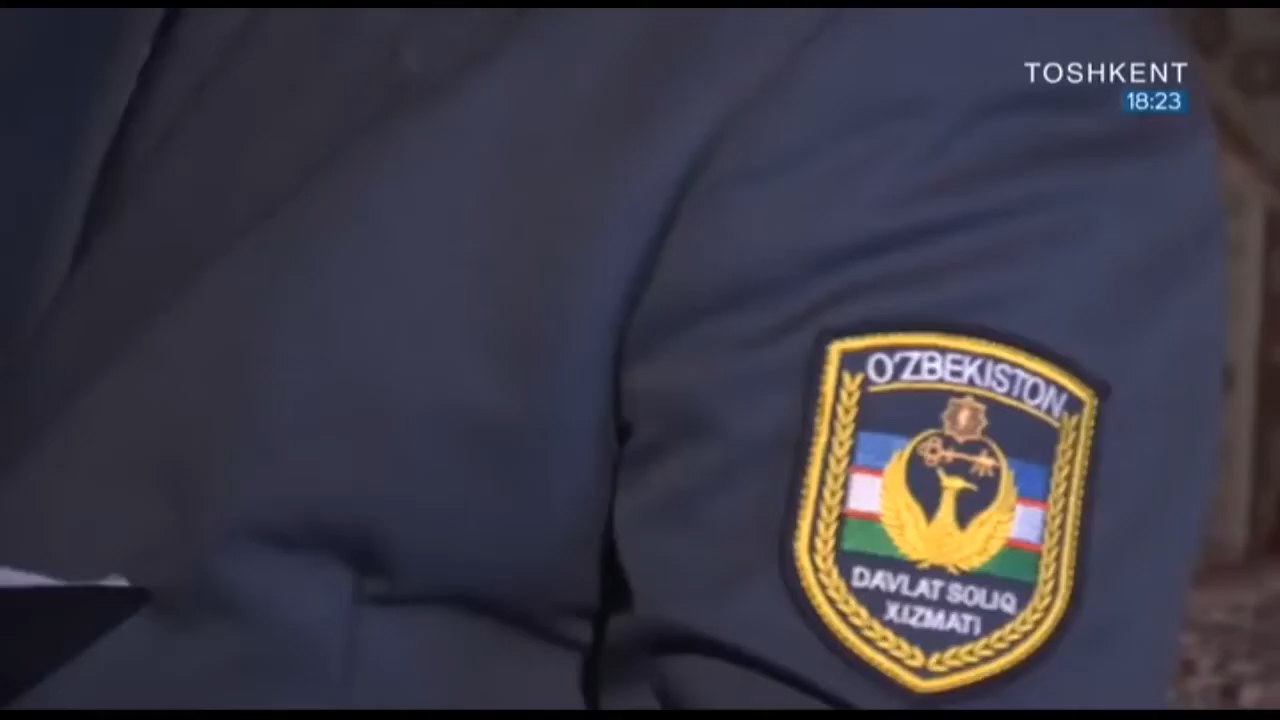 TOSHKENT
18:23
O'ZBEKISTON
DAVLAT SOLIQ
XIZMATI